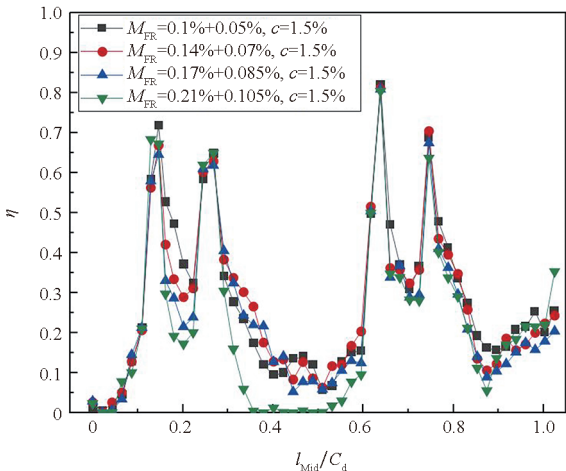 1.0
0.9
0.8
0.7
0.6
0.5
0.4
0.3
0.2
0.1
0
η
M_FR=0.1%+0.05%, c=1.5%
M_FR=0.14%+0.07%, c=1.5%
M_FR=0.17%+0.085%, c=1.5%
M_FR=0.21%+0.105%, c=1.5%
0 0.2 0.4 0.6 0.8 1.0
l_Mid/C_d